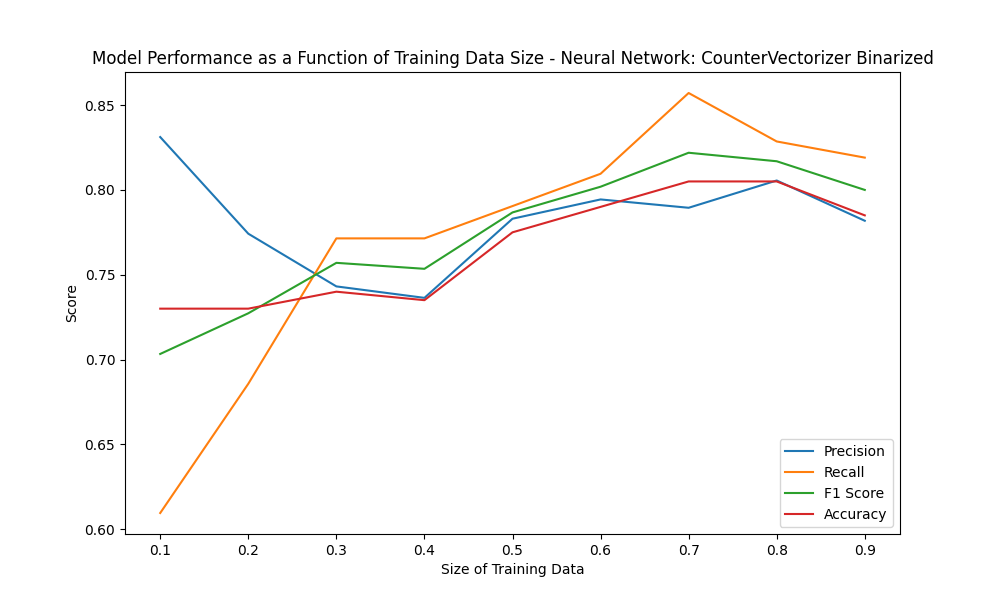 Model Performance as a Function of Training Data Size - Neural Network: CounterVectorizer Binarized
Score
0.85
0.80
0.75
0.70
0.65
0.60
0.1 0.2 0.3 0.4 0.5 0.6 0.7 0.8 0.9
Size of Training Data
Precision
Recall
F1 Score
Accuracy